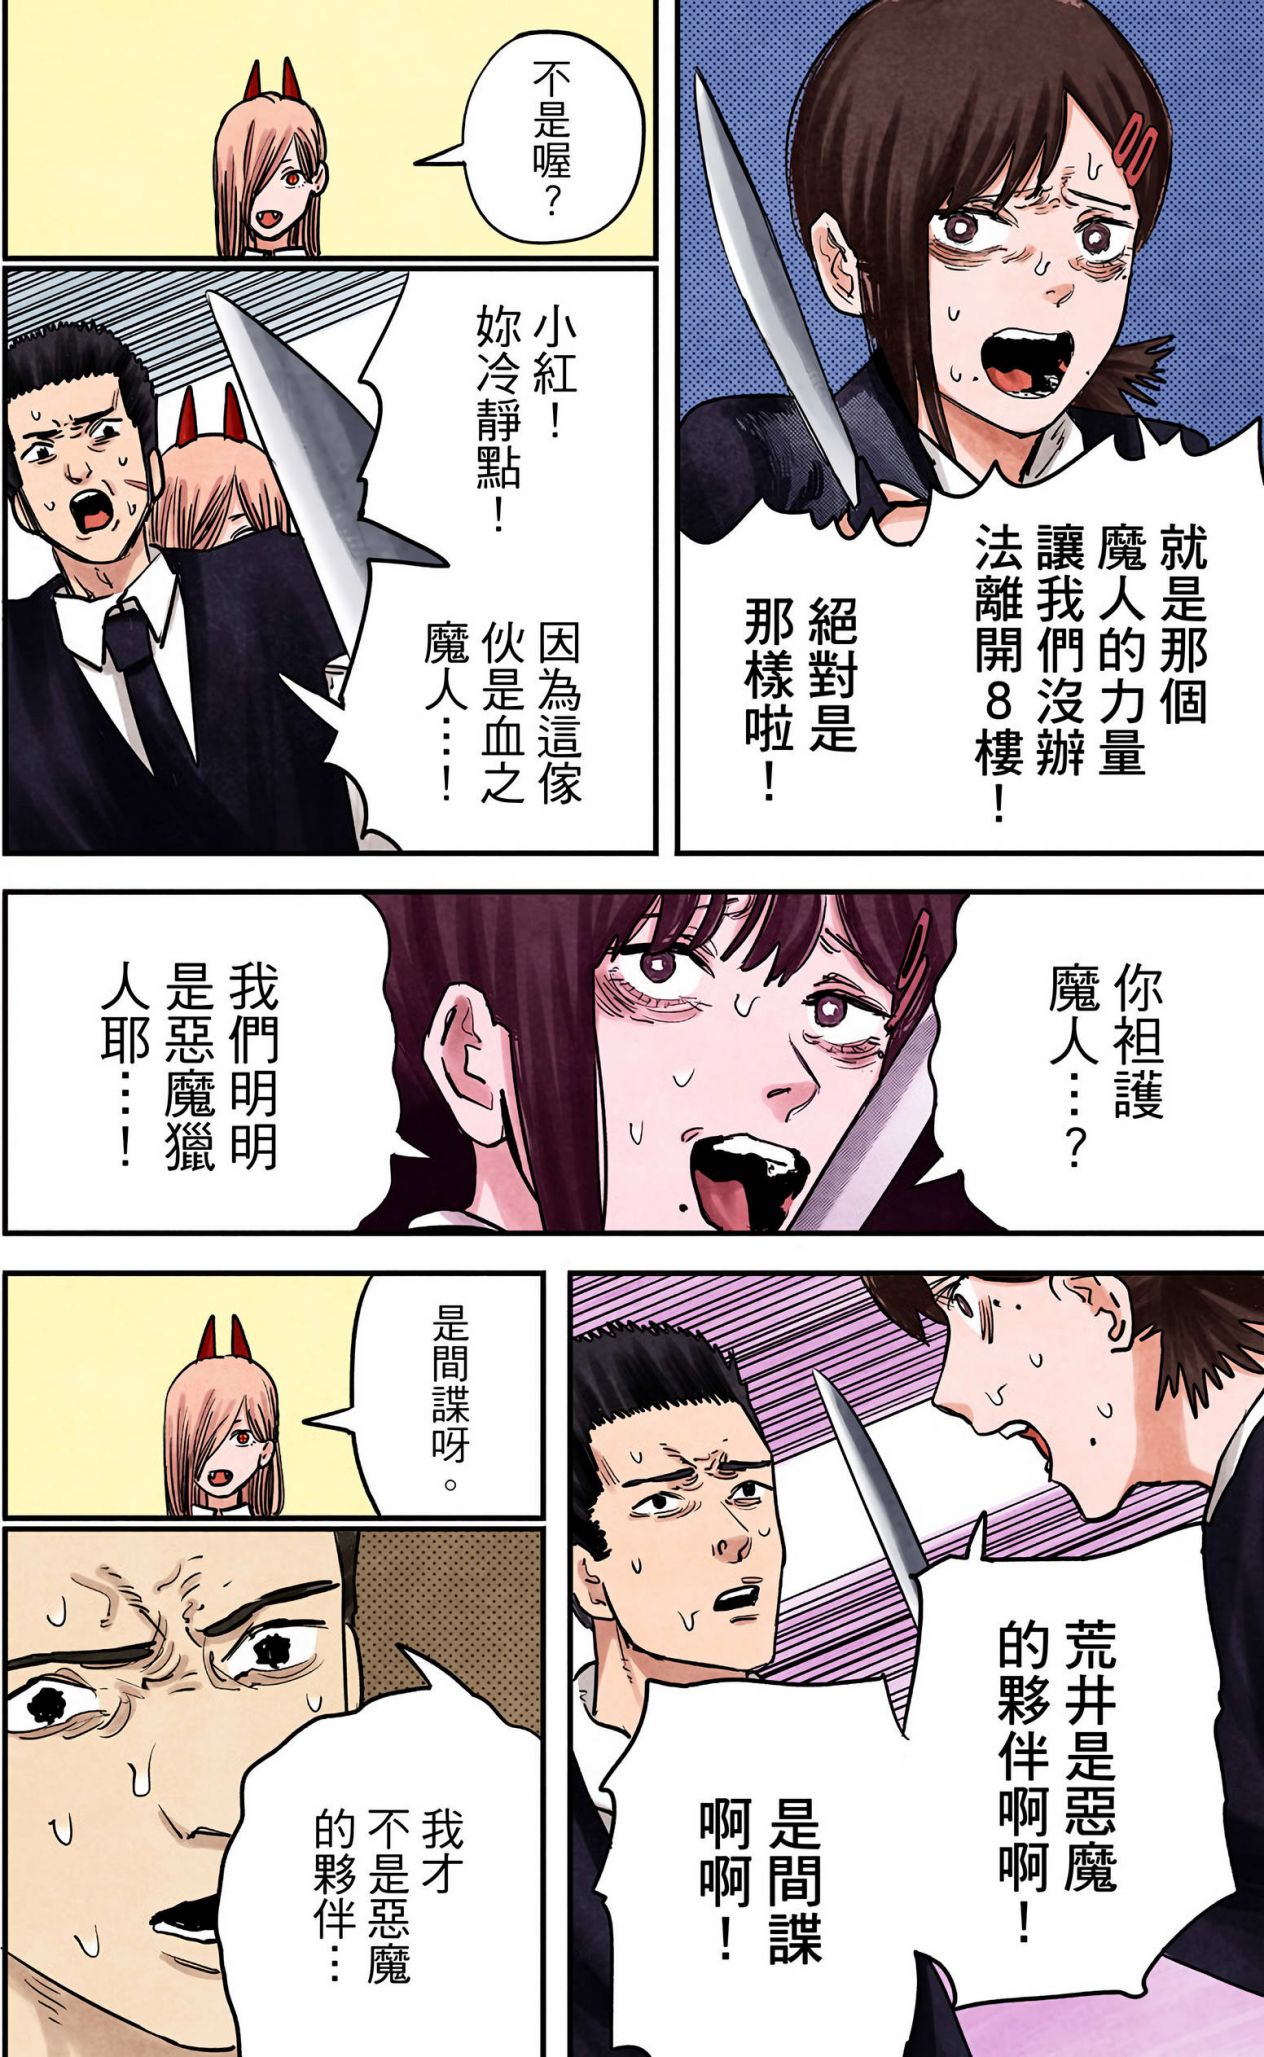 就是那個
魔人的力量
讓我們沒辦
法離開8樓！
絕對是
那樣啦！
不是喔？
小紅！
妳冷靜點！
因為這傢
伙是血之
魔人…！
你袒護
魔人…？
我們明明
是惡魔獵
人耶…！
荒井是惡魔
的夥伴啊啊！
是間諜
啊啊！
是間諜呀。
我才
不是惡魔
的夥伴…